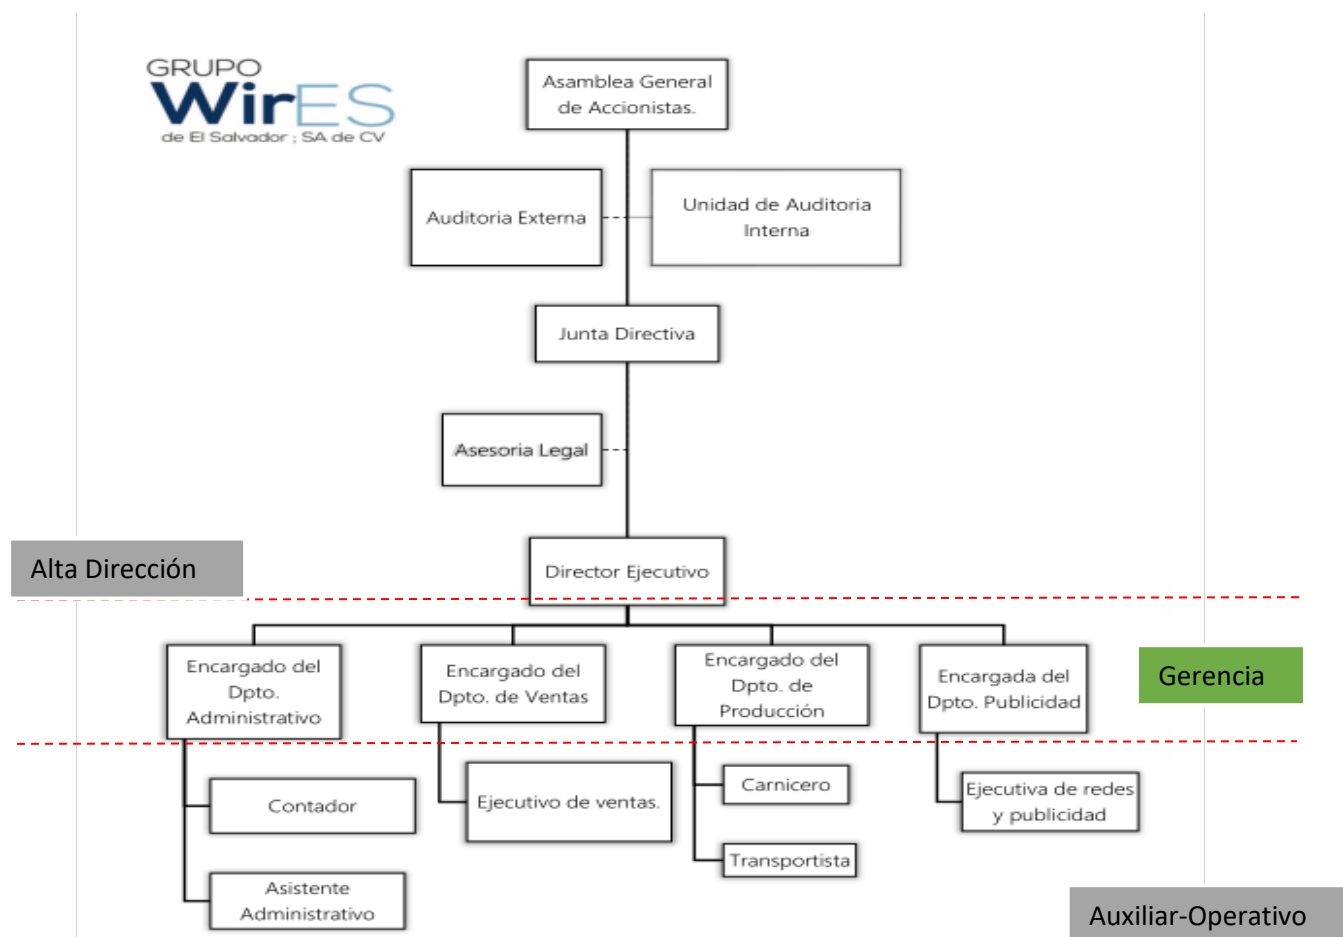 GRUPO
WirES
de El Salvador ; SA de CV
Asamblea General
de Accionistas.
Auditoria Externa
Unidad de Auditoria
Interna
Junta Directiva
Asesoria Legal
Alta Dirección
Director Ejecutivo
Encargado del
Dpto.
Administrativo
Encargado del
Dpto. de Ventas
Encargado del
Dpto. de
Producción
Encargada del
Dpto. Publicidad
Gerencia
Contador
Asistente
Administrativo
Ejecutivo de ventas.
Carnicero
Transportista
Ejecutiva de redes
y publicidad
Auxiliar-Operativo